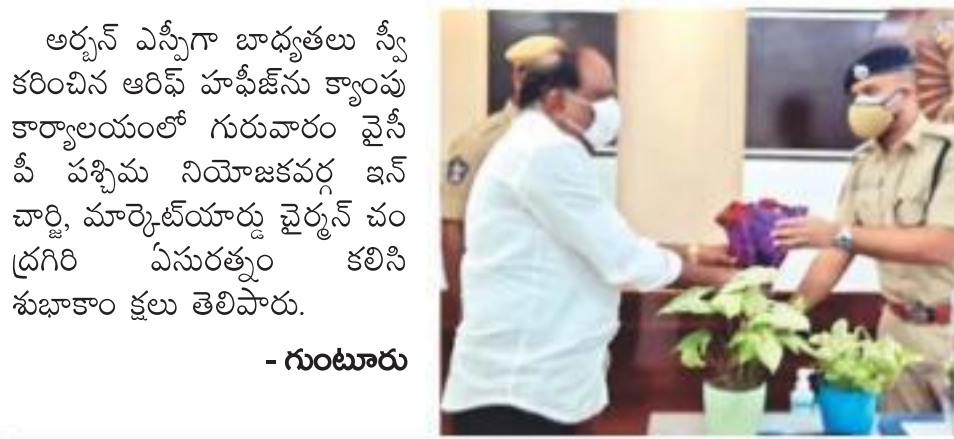 అర్బన్ ఎస్పీగా బాధ్యతలు స్వీ
కరించిన ఆరిఫ్ హఫీజ్‌ను క్యాంపు
కార్యాలయంలో గురువారం వైసీ
పీ పశ్చిమ నియోజకవర్గ ఇన్
చార్జి, మార్కెట్‌యార్డు చైర్మన్ చం
ద్రగిరి ఏసురత్నం కలిసి
శుభాకాం క్షలు తెలిపారు.
- గుంటూరు